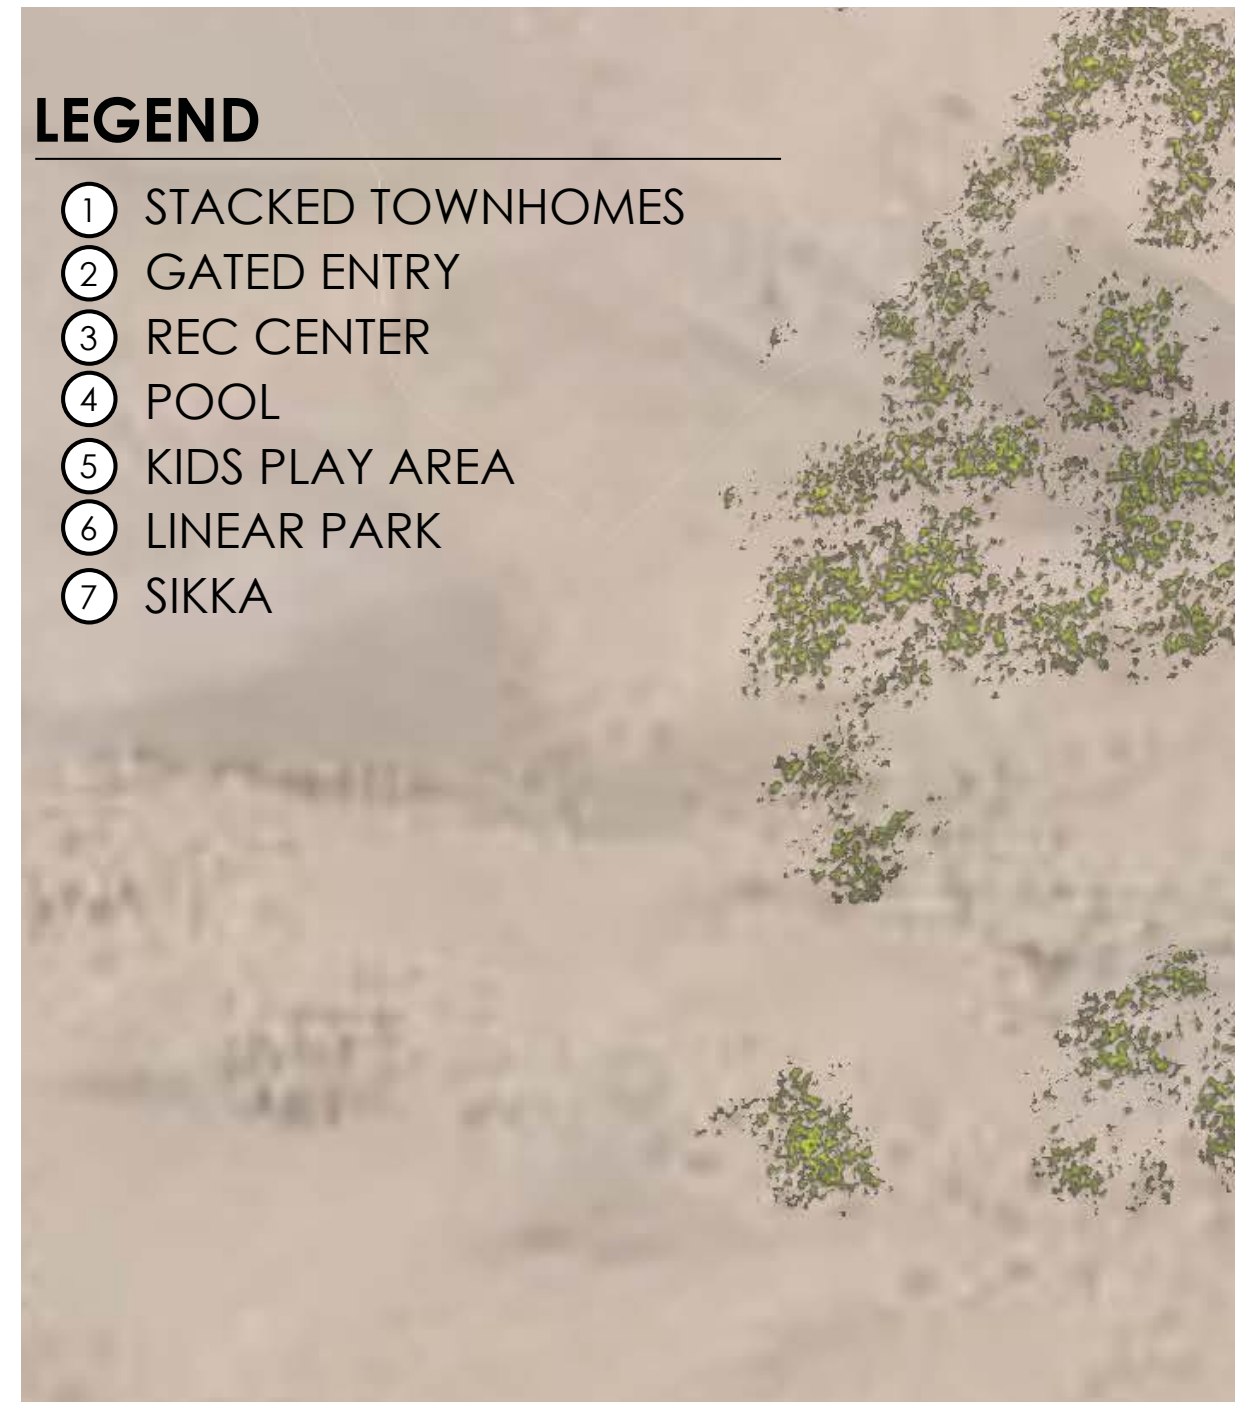 LEGEND
1 STACKED TOWNHOMES
2 GATED ENTRY
3 REC CENTER
4 POOL
5 KIDS PLAY AREA
6 LINEAR PARK
7 SIKKA